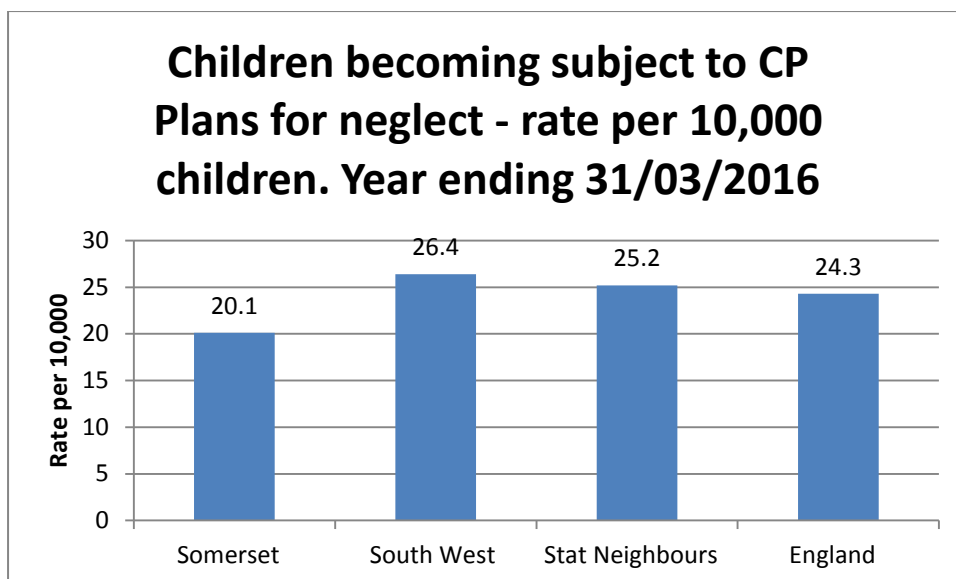 Children becoming subject to CP
Plans for neglect - rate per 10,000
children. Year ending 31/03/2016
Rate per 10,000
30
25
20
15
10
5
0
20.1
26.4
25.2
24.3
Somerset
South West
Stat Neighbours
England